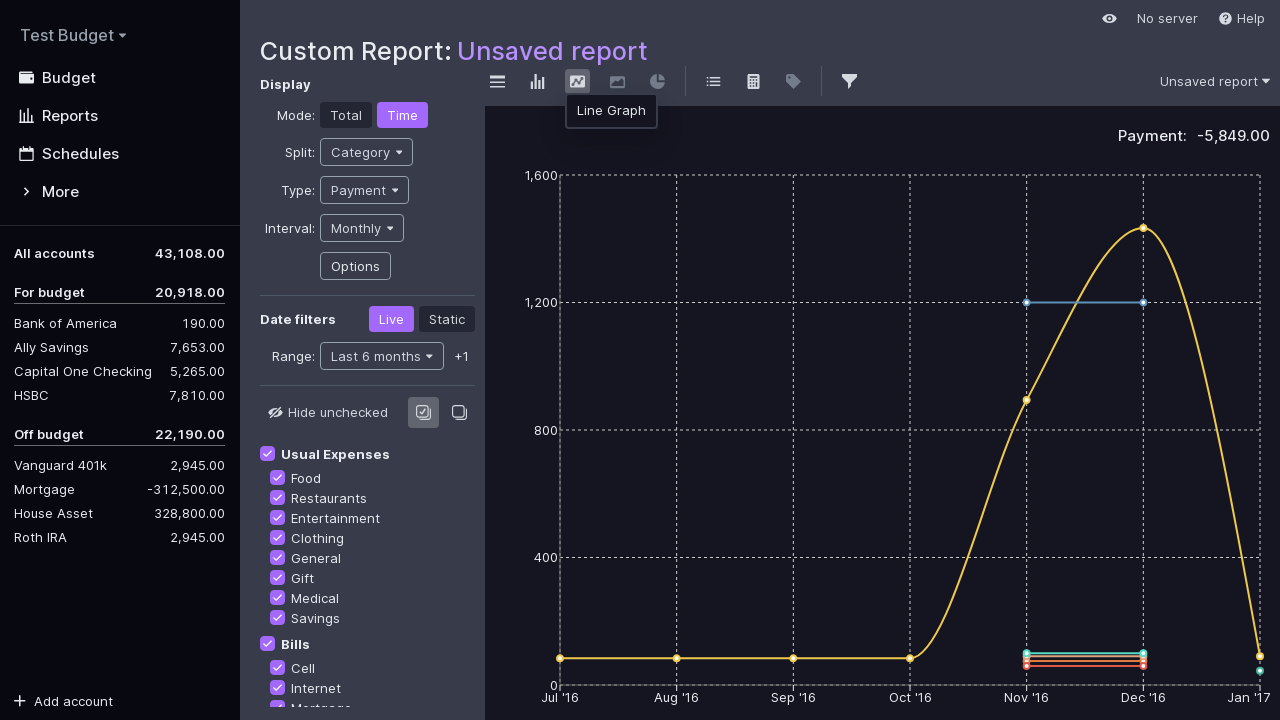 Test Budget
Budget
Reports
Schedules
More
All accounts 43,108.00
For budget 20,918.00
Bank of America 190.00
Ally Savings 7,653.00
Capital One Checking 5,265.00
HSBC 7,810.00
Off budget 22,190.00
Vanguard 401k 2,945.00
Mortgage -312,500.00
House Asset 328,800.00
Roth IRA 2,945.00
Add account
No server Help
Custom Report: Unsaved report
Display
Mode: Total Time
Split: Category
Type: Payment
Interval: Monthly
Options
Date filters Live Static
Range: Last 6 months +1
Hide unchecked
Usual Expenses
Food
Restaurants
Entertainment
Clothing
General
Gift
Medical
Savings
Bills
Cell
Internet
Mortgage
Unsaved report
Line Graph
Payment: -5,849.00
1,600
1,200
800
400
0
Jul '16 Aug '16 Sep '16 Oct '16 Nov '16 Dec '16 Jan '17